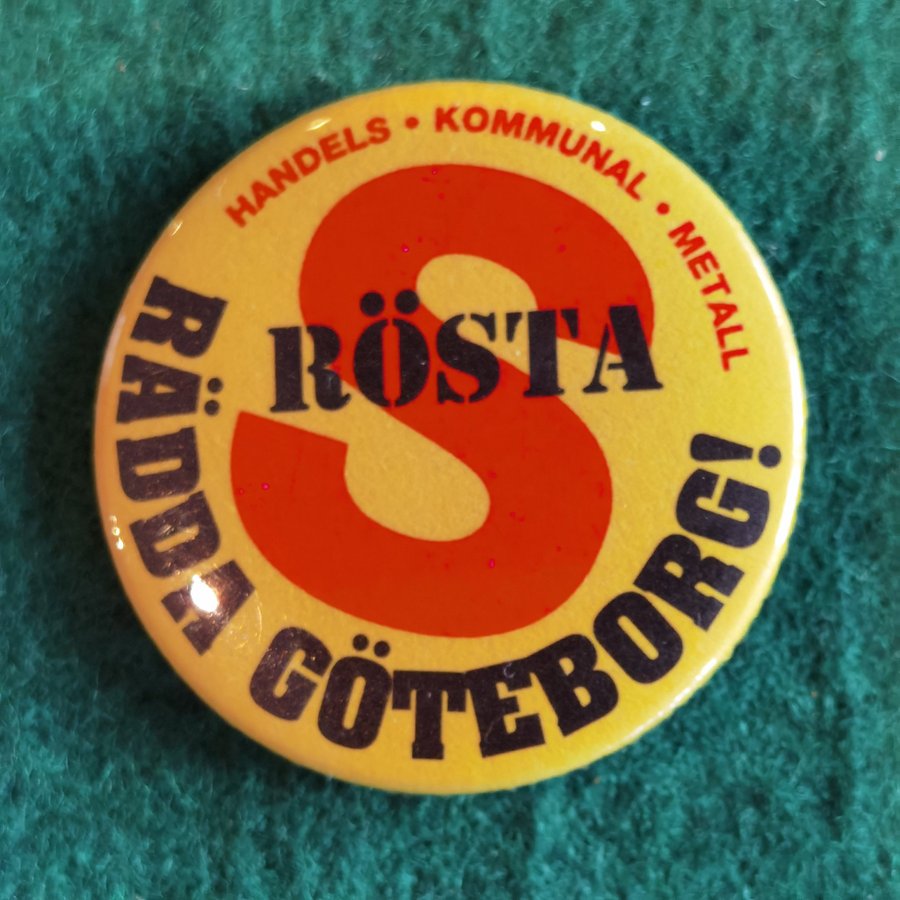 HANDELS • KOMMUNAL • METALL
S
RÖSTA
RÄDDA GÖTEBORG!